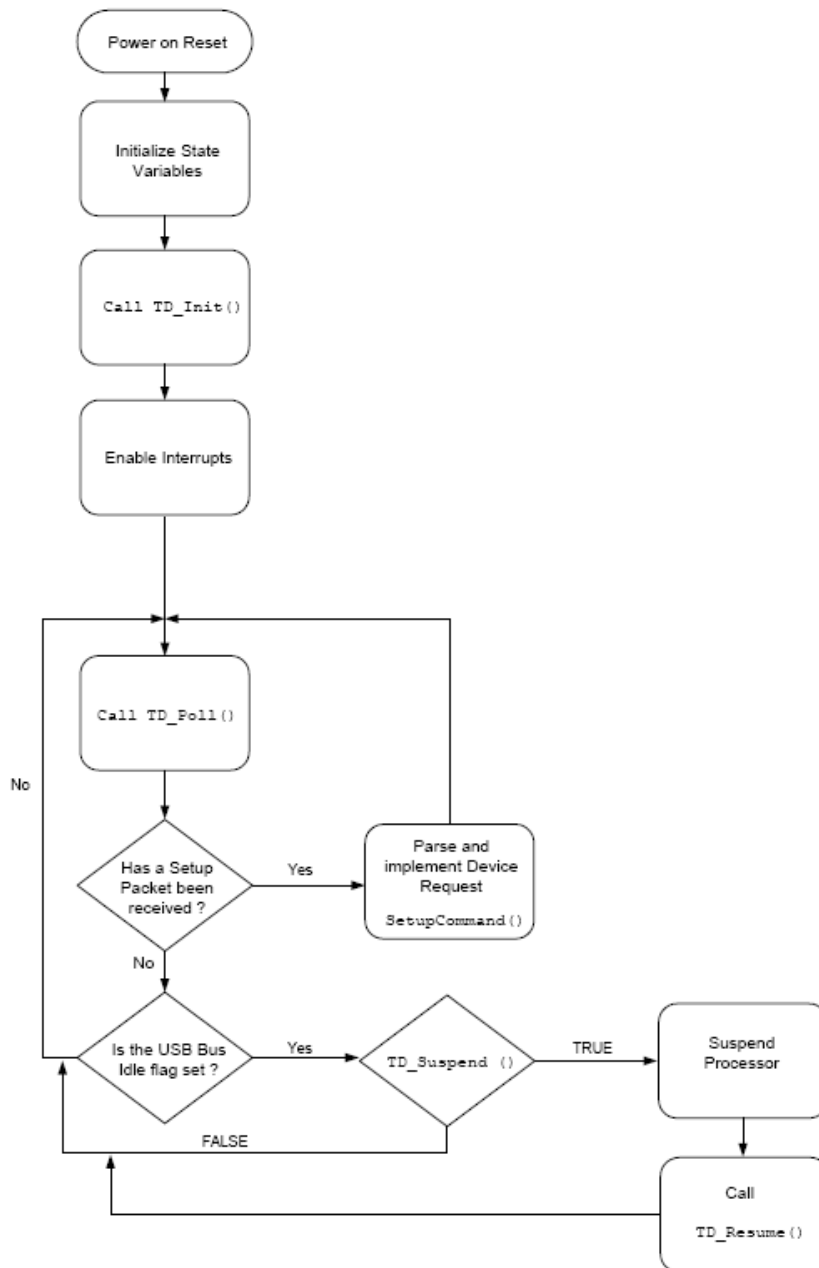 Power on Reset
Initialize State
Variables
Call TD_Init()
Enable Interrupts
Call TD_Poll()
No
Has a Setup
Packet been
received ?
Yes
Parse and
implement Device
Request
SetupCommand()
No
Is the USB Bus
Idle flag set ?
Yes
TD_Suspend ()
TRUE
Suspend
Processor
FALSE
Call
TD_Resume()